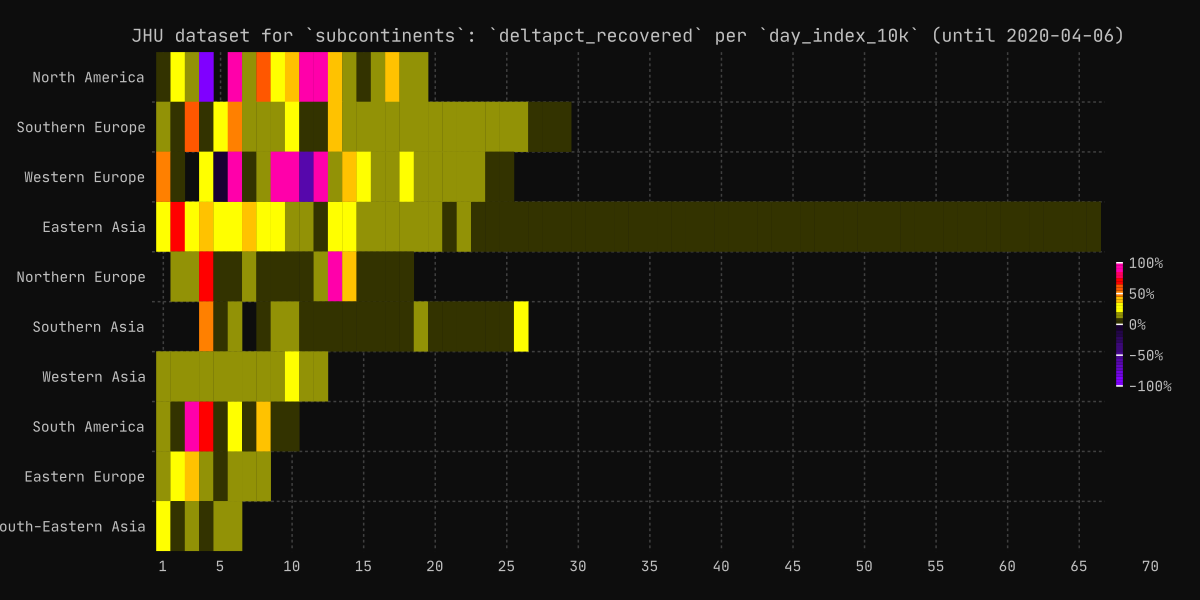 JHU dataset for `subcontinents`: `deltapct_recovered` per `day_index_10k` (until 2020-04-06)
North America
Southern Europe
Western Europe
Eastern Asia
Northern Europe
Southern Asia
Western Asia
South America
Eastern Europe
outh-Eastern Asia
100%
50%
0%
-50%
-100%
1 5 10 15 20 25 30 35 40 45 50 55 60 65 70